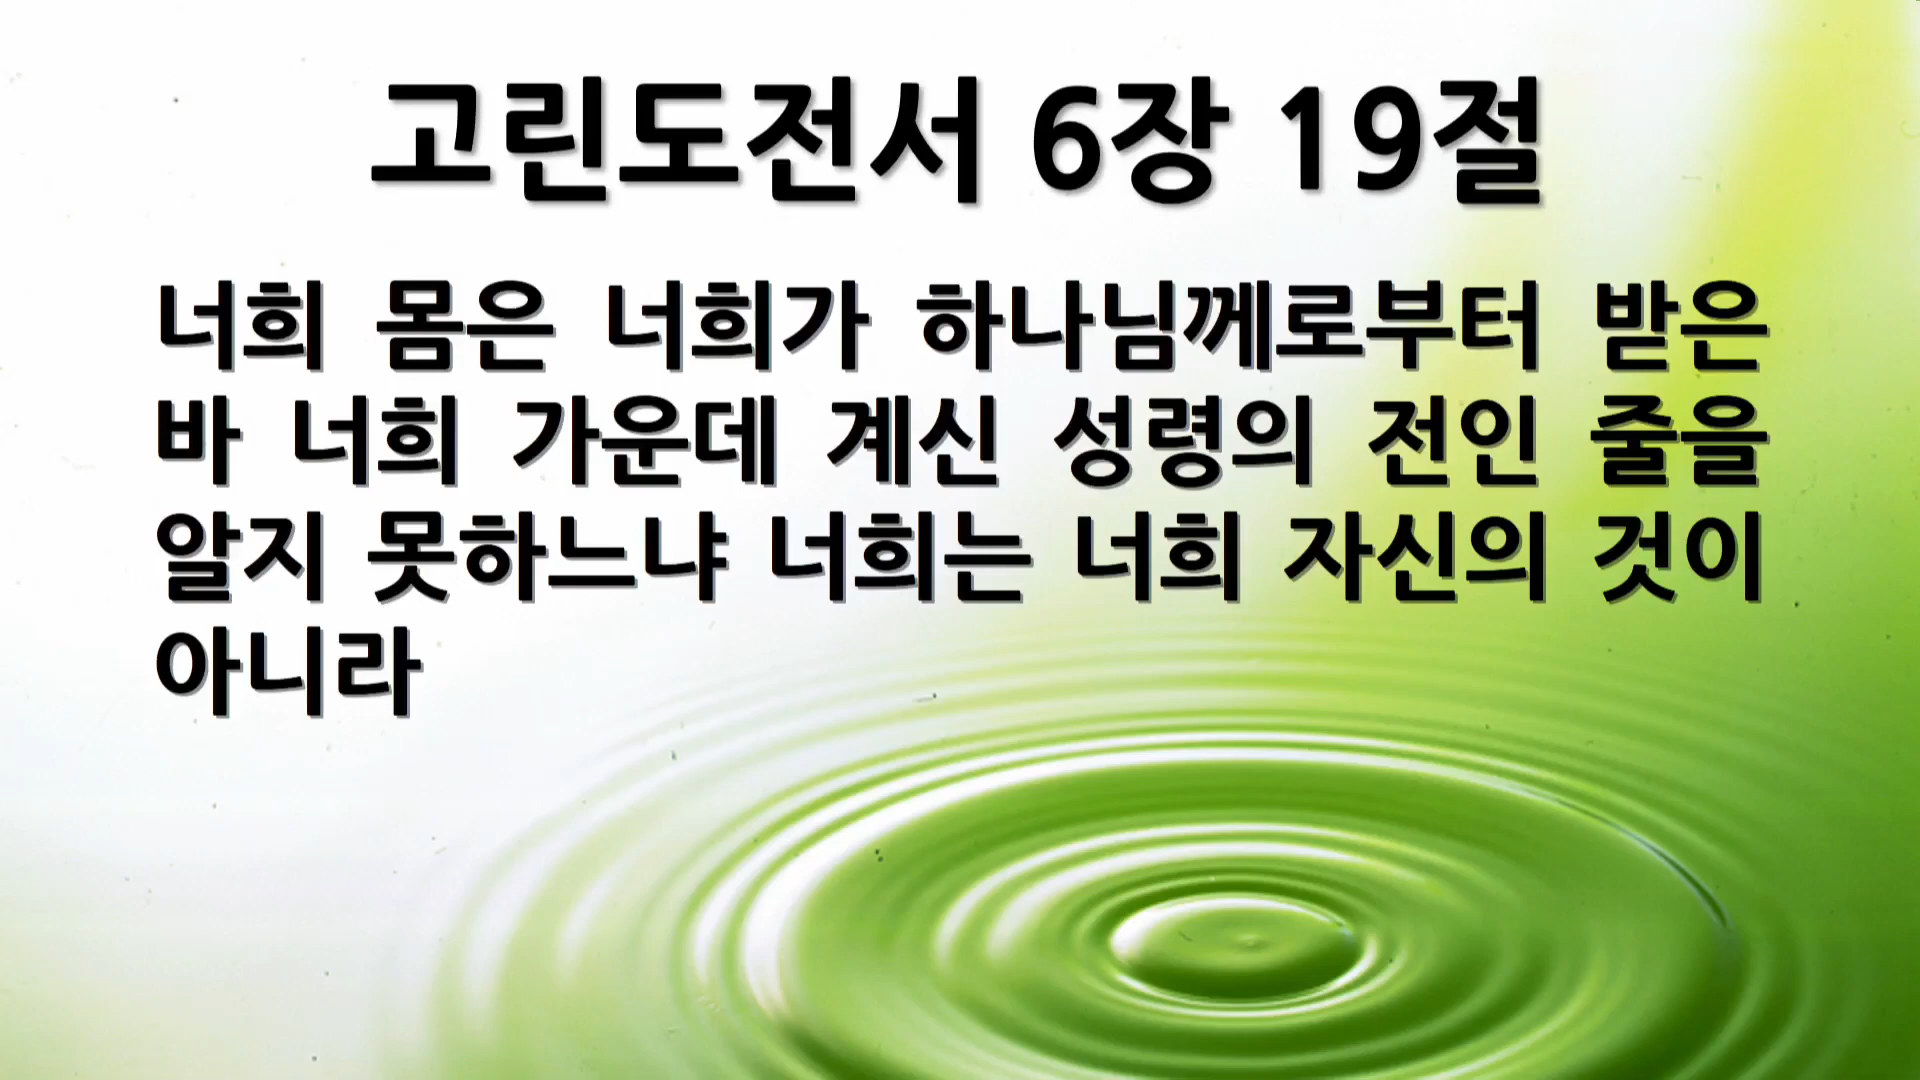 고린도전서 6장 19절
너희 몸은 너희가 하나님께로부터 받은
바 너희 가운데 계신 성령의 전인 줄을
알지 못하느냐 너희는 너희 자신의 것이
아니라